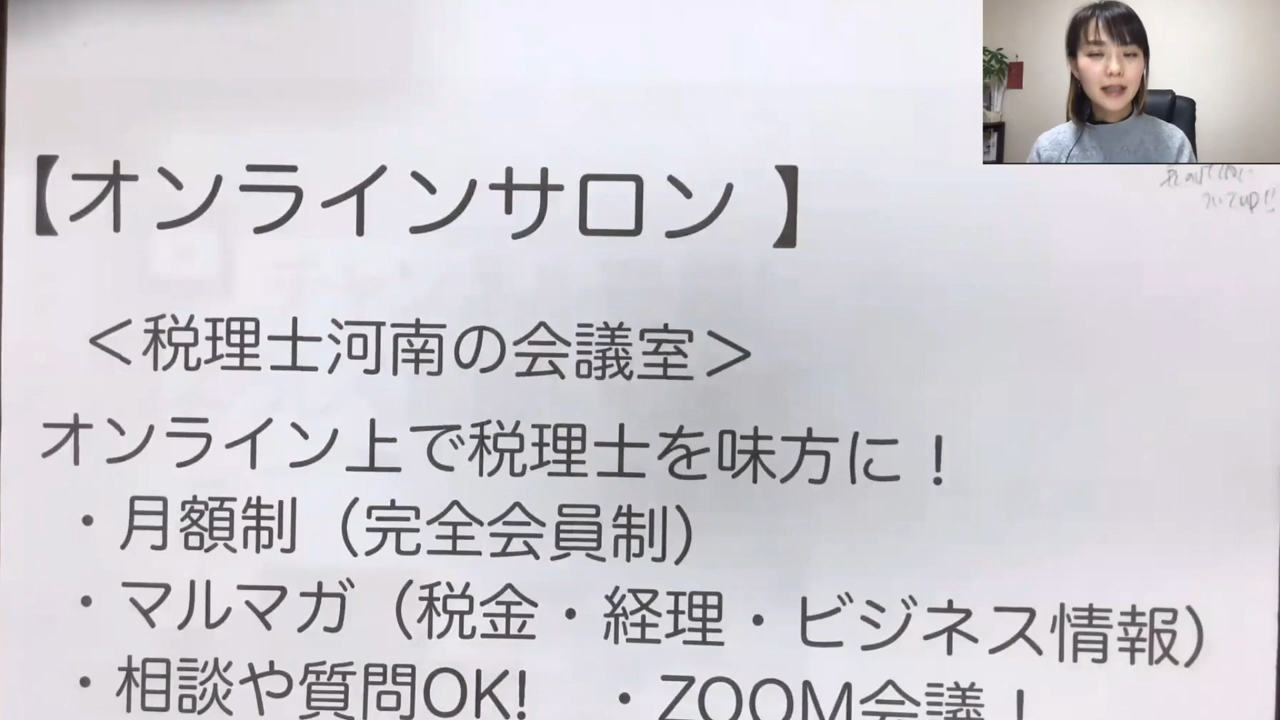 【オンラインサロン】
＜税理士河南の会議室＞
オンライン上で税理士を味方に！
・月額制（完全会員制）
・マルマガ（税金・経理・ビジネス情報）
・相談や質問OK!　・ZOOM会議！